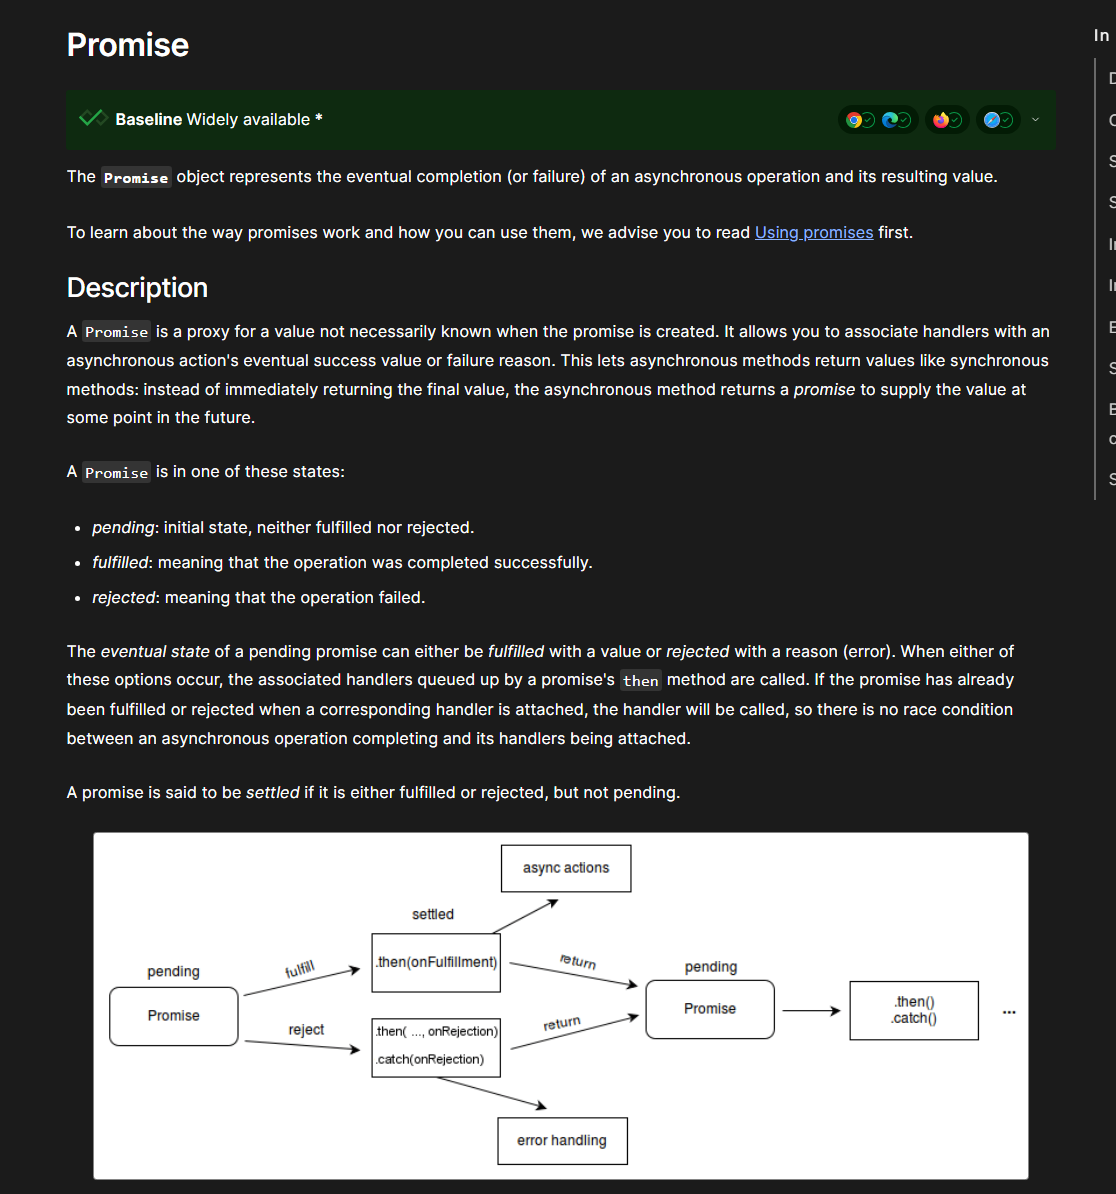 Promise
In
Baseline Widely available *
The Promise object represents the eventual completion (or failure) of an asynchronous operation and its resulting value.
To learn about the way promises work and how you can use them, we advise you to read Using promises first.
Description
A Promise is a proxy for a value not necessarily known when the promise is created. It allows you to associate handlers with an
asynchronous action's eventual success value or failure reason. This lets asynchronous methods return values like synchronous
methods: instead of immediately returning the final value, the asynchronous method returns a promise to supply the value at
some point in the future.
A Promise is in one of these states:
• pending: initial state, neither fulfilled nor rejected.
• fulfilled: meaning that the operation was completed successfully.
• rejected: meaning that the operation failed.
The eventual state of a pending promise can either be fulfilled with a value or rejected with a reason (error). When either of
these options occur, the associated handlers queued up by a promise's then method are called. If the promise has already
been fulfilled or rejected when a corresponding handler is attached, the handler will be called, so there is no race condition
between an asynchronous operation completing and its handlers being attached.
A promise is said to be settled if it is either fulfilled or rejected, but not pending.
async actions
settled
.then(onFulfillment)
pending
Promise
fulfill
reject
.then( ..., onRejection)
.catch(onRejection)
return
return
error handling
pending
Promise
.then()
.catch()
...